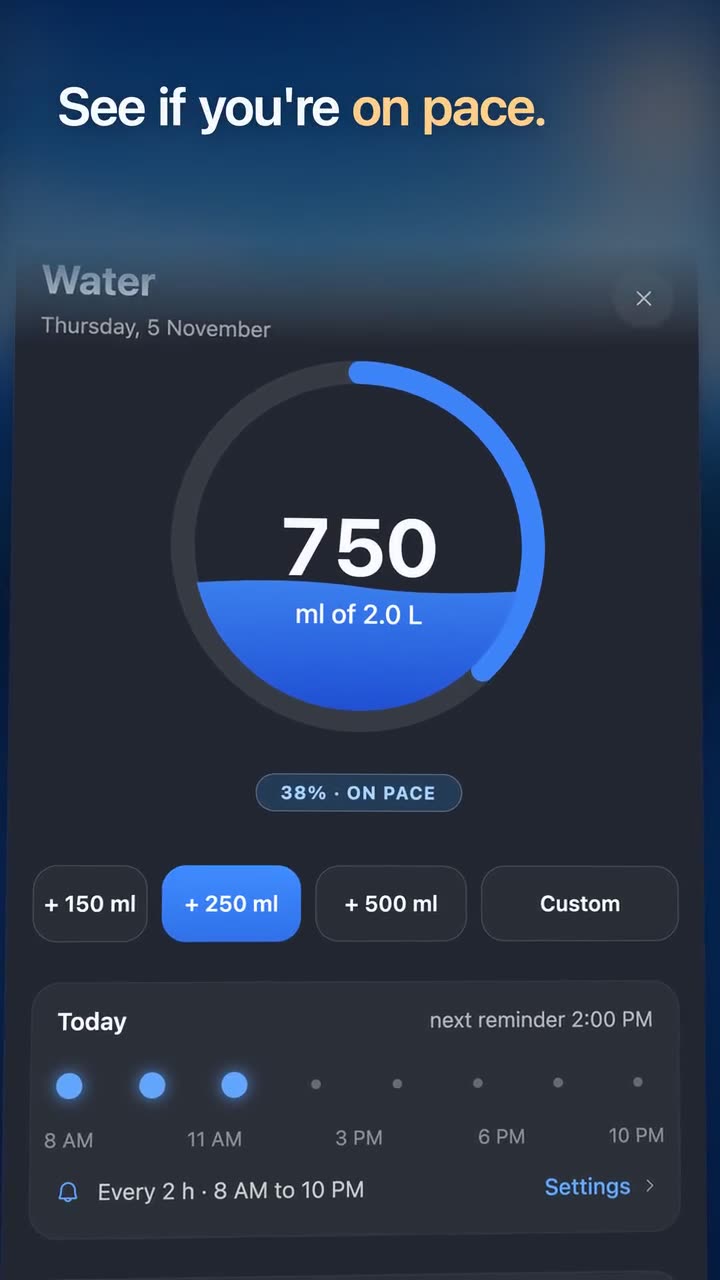 See if you're on pace.
Water
Thursday, 5 November
750
ml of 2.0 L
38% · ON PACE
+ 150 ml + 250 ml + 500 ml Custom
Today next reminder 2:00 PM
8 AM 11 AM 3 PM 6 PM 10 PM
Every 2 h · 8 AM to 10 PM Settings